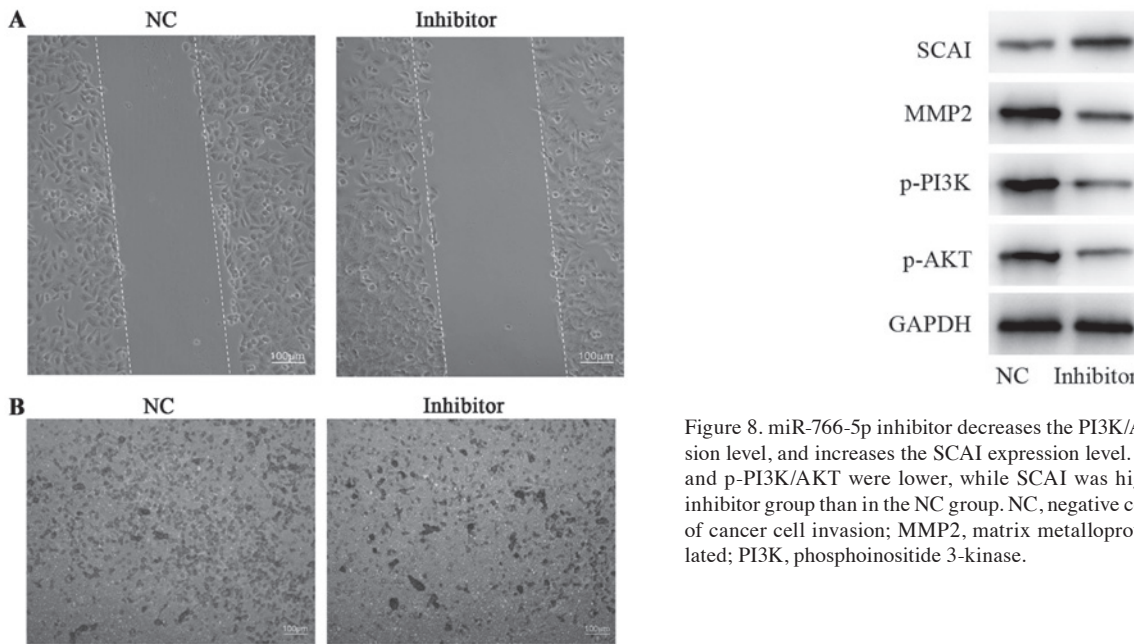 A
NC
Inhibitor
100µm
100µm
B
NC
Inhibitor
100µm
100µm
SCAI
MMP2
p-PI3K
p-AKT
GAPDH
NC Inhibitor
Figure 8. miR-766-5p inhibitor decreases the PI3K/A
sion level, and increases the SCAI expression level.
and p-PI3K/AKT were lower, while SCAI was hi
inhibitor group than in the NC group. NC, negative c
of cancer cell invasion; MMP2, matrix metallopro
lated; PI3K, phosphoinositide 3-kinase.